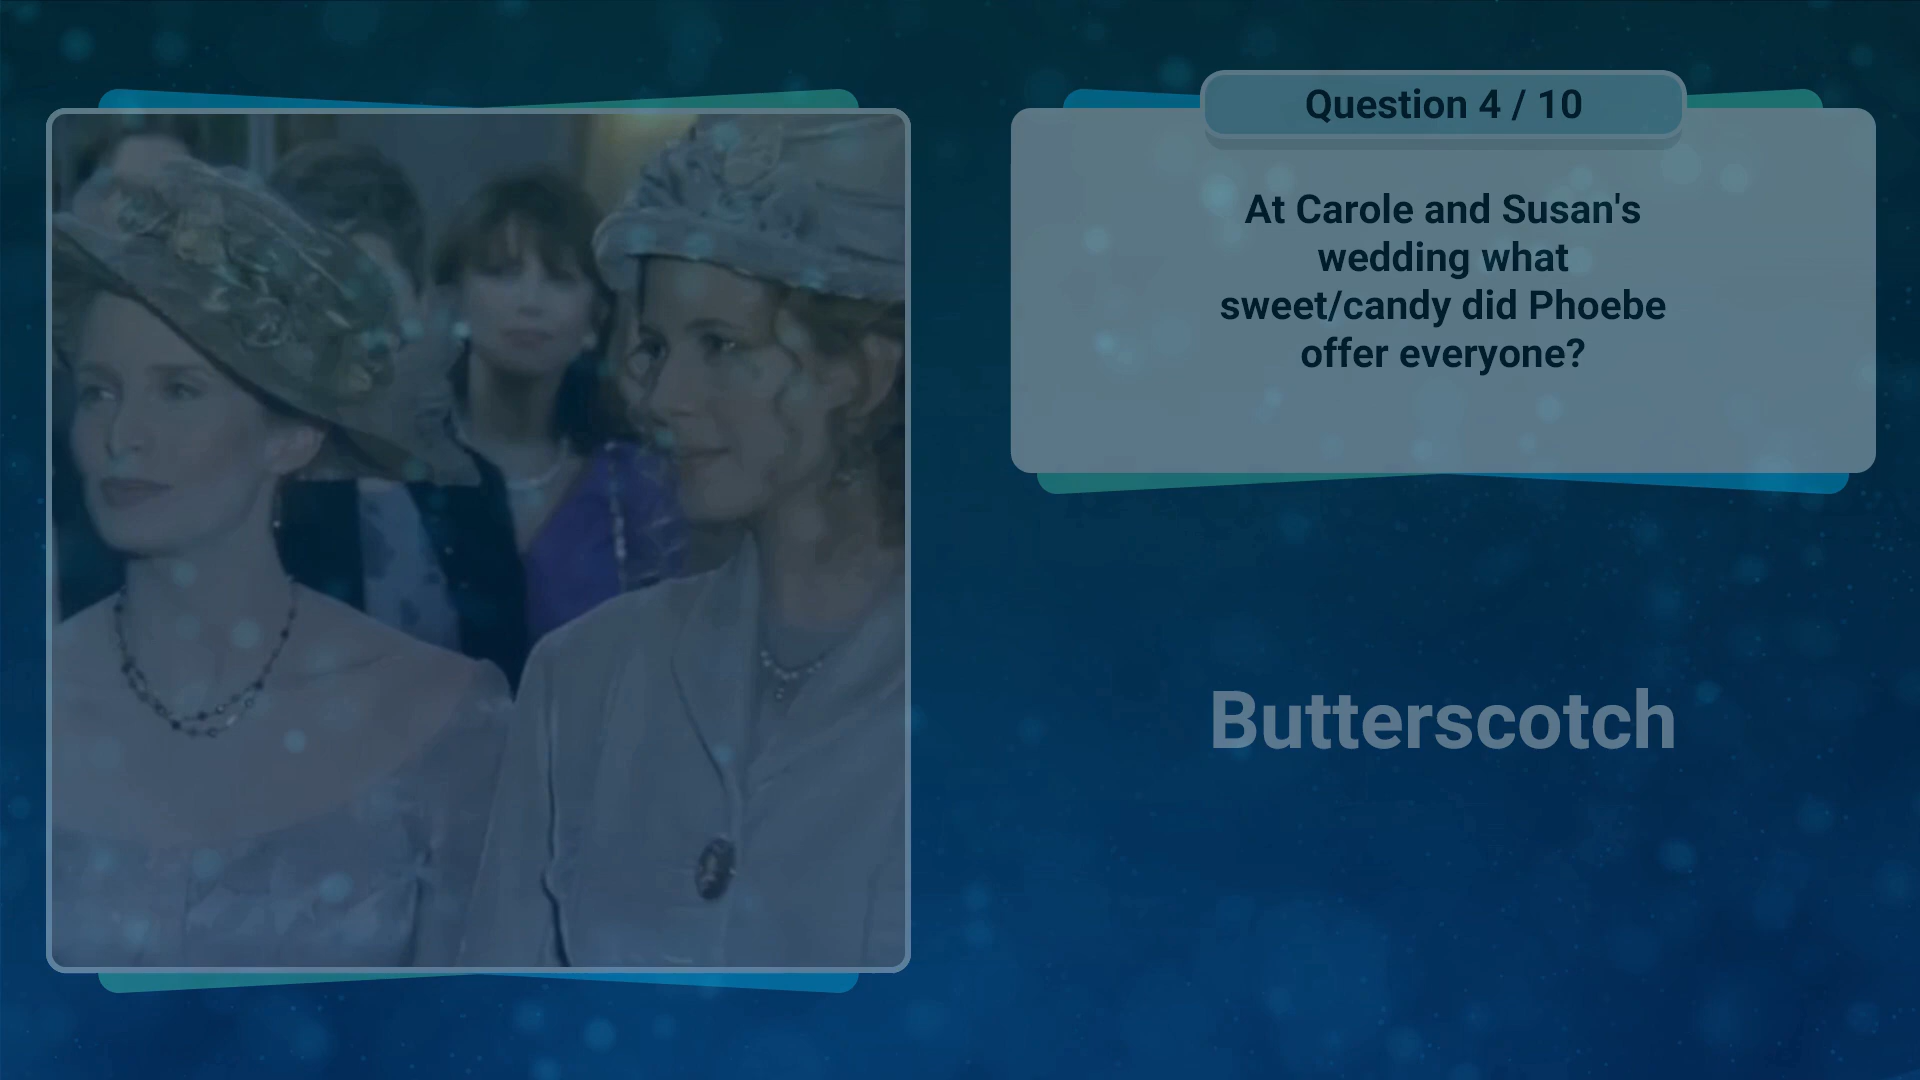 Question 4 / 10
At Carole and Susan's
wedding what
sweet/candy did Phoebe
offer everyone?
Butterscotch